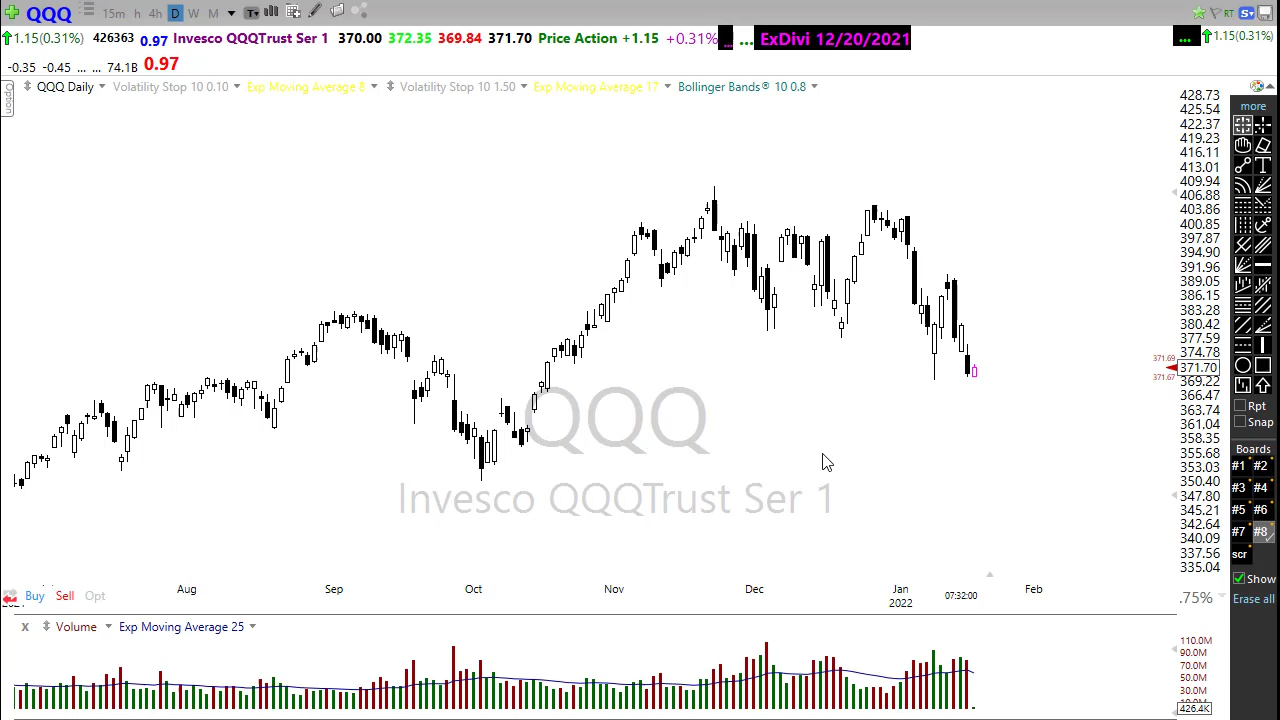 QQQ 15m h 4h D W M T RT S
1.15(0.31%) 426363 0.97 Invesco QQQTrust Ser 1 370.00 372.35 369.84 371.70 Price Action +1.15 +0.31% ... ... ExDivi 12/20/2021 ... 1.15(0.31%)
-0.35 -0.45 ... ... 74.1B 0.97
Option QQQ Daily Volatility Stop 10 0.10 Exp Moving Average 8 Volatility Stop 10 1.50 Exp Moving Average 17 Bollinger Bands® 10 0.8
428.73
more
425.54
422.37
419.23
416.11
413.01
409.94
406.88
403.86
400.85
397.87
394.90
391.96
389.05
386.15
383.28
380.42
377.59
374.78
371.69
371.70
371.67
369.22
366.47
363.74
361.04
358.35
355.68
353.03
350.40
347.80
345.21
342.64
340.09
337.56
335.04
Rpt
Snap
Boards
#1 #2
#3 #4
#5 #6
#7 #8
scr
Show
Erase all
QQQ
Invesco QQQTrust Ser 1
Aug Sep Oct Nov Dec Jan Feb
2022 07:32:00
Buy Sell Opt
.75%
X Volume Exp Moving Average 25
110.0M
90.0M
70.0M
50.0M
30.0M
426.4K